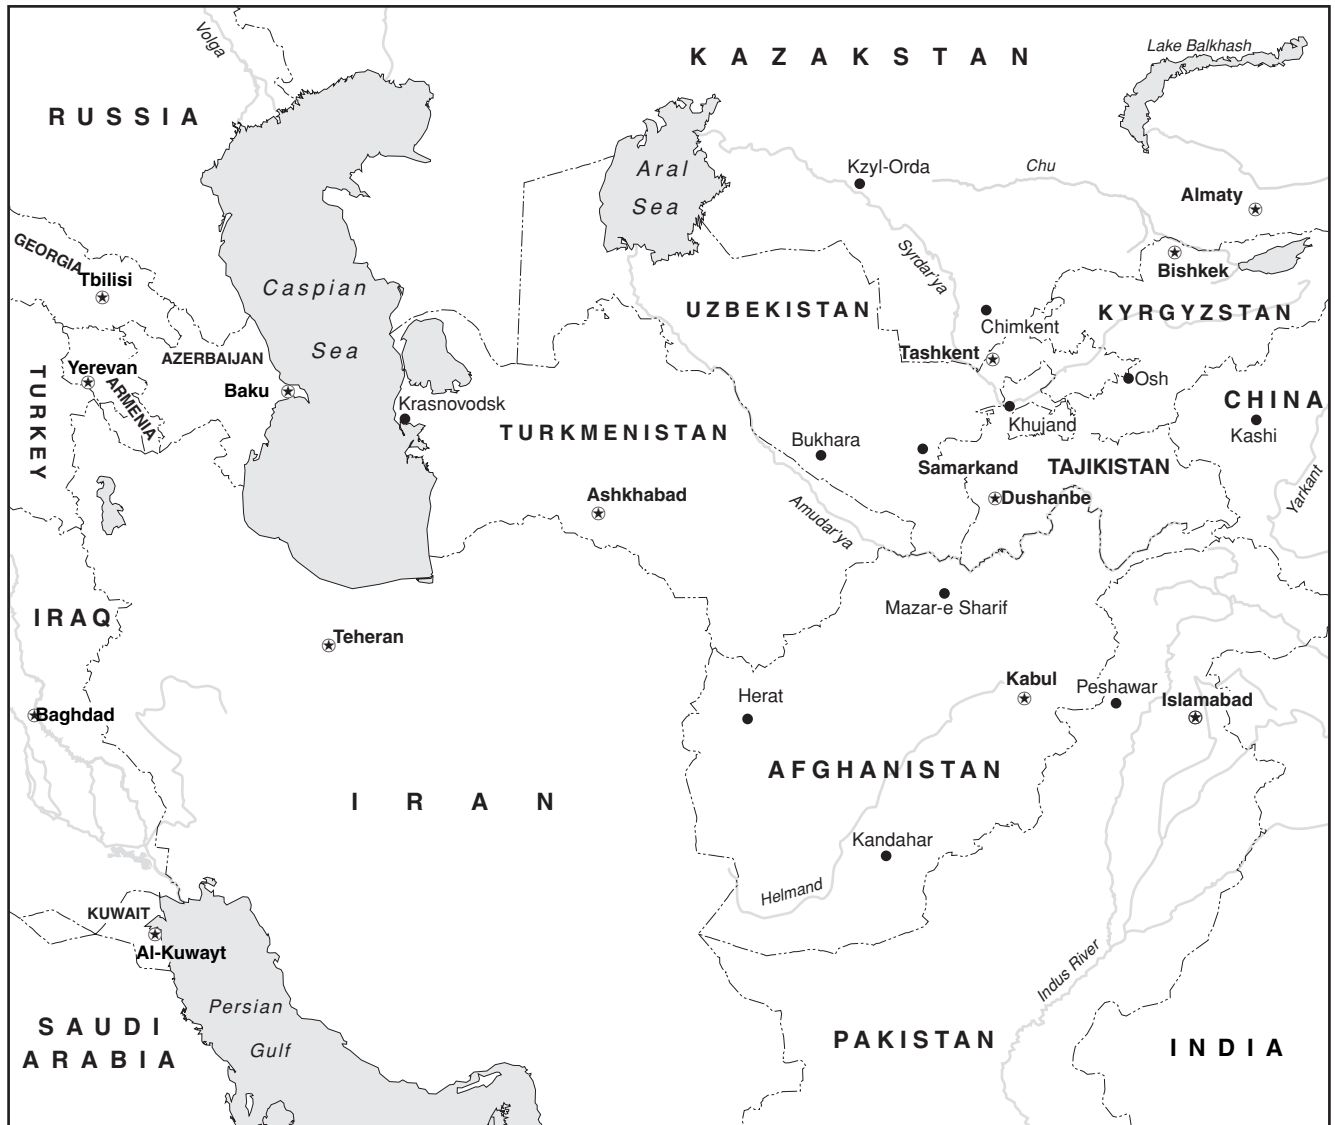 Volga
KAZAKSTAN
Lake Balkhash
RUSSIA
Aral
Sea
Kzyl-Orda
Chu
Almaty
GEORGIA
Tbilisi
Syrdar'ya
Bishkek
Caspian
Sea
UZBEKISTAN
KYRGYZSTAN
Chimkent
Tashkent
AZERBAIJAN
Yerevan
ARMENIA
TURKEY
Baku
Osh
CHINA
Krasnovodsk
Khujand
Kashi
TURKMENISTAN
Bukhara
Samarkand
TAJIKISTAN
Yarkant
Ashkhabad
Dushanbe
Amudar'ya
Mazar-e Sharif
IRAQ
Teheran
Kabul
Peshawar
Islamabad
Herat
Baghdad
AFGHANISTAN
IRAN
Kandahar
Helmand
KUWAIT
Al-Kuwayt
Indus River
Persian
Gulf
SAUDI
ARABIA
PAKISTAN
INDIA